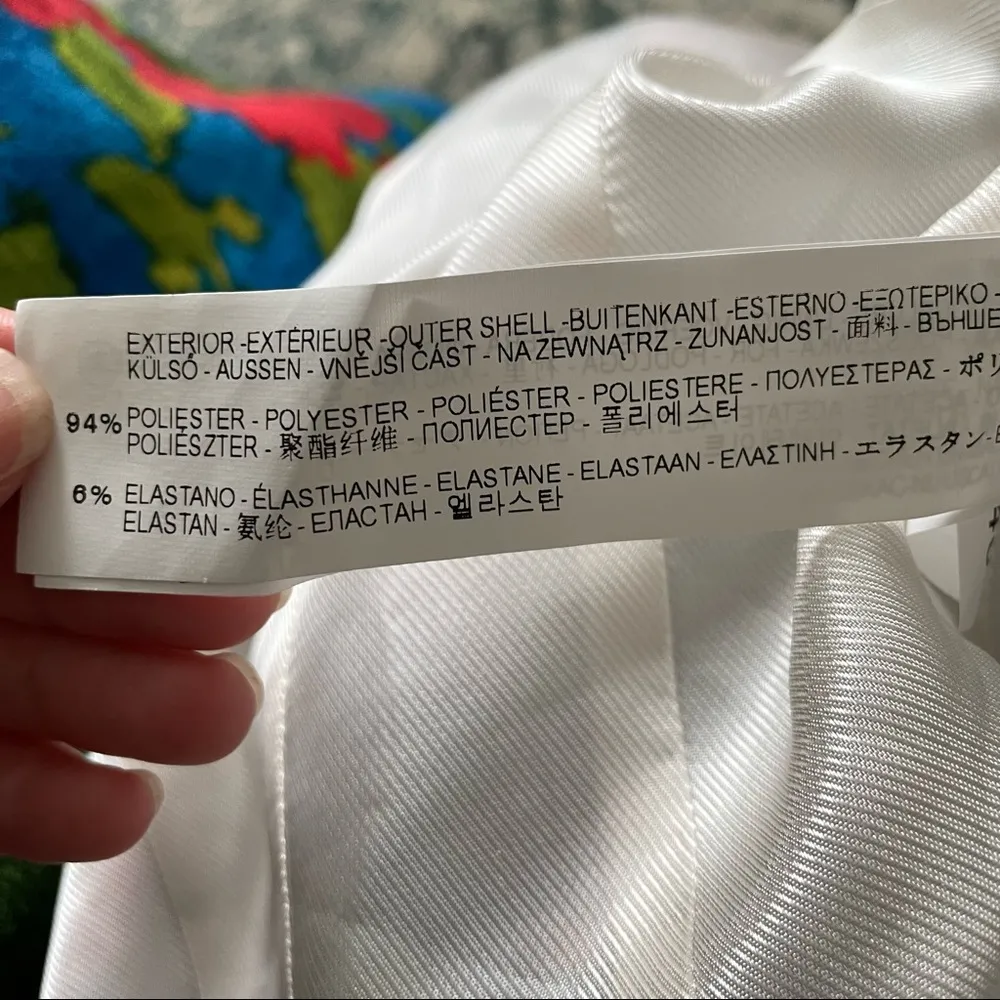 EXTERIOR -EXTÉRIEUR -OUTER SHELL -BUITENKANT -ESTERNO -ΕΞΩΤΕΡΙΚΟ -
KÜLSŐ - AUSSEN - VNĚJŠÍ ČÁST - NA ZEWNĄTRZ - ZUNANJOST - 面料 - ВЪНШЕ
94% POLIESTER - POLYESTER - POLIÉSTER - POLIESTERE - ΠΟΛΥΕΣΤΕΡΑΣ - ポリ
POLIÉSZTER - 聚酯纤维 - ПОЛИЕСТЕР - 폴리에스터
6% ELASTANO - ÉLASTHANNE - ELASTANE - ELASTAAN - ΕΛΑΣΤΙΝΗ - エラスタン-
ELASTAN - 氨纶 - ЕЛАСТАН - 엘라스탄